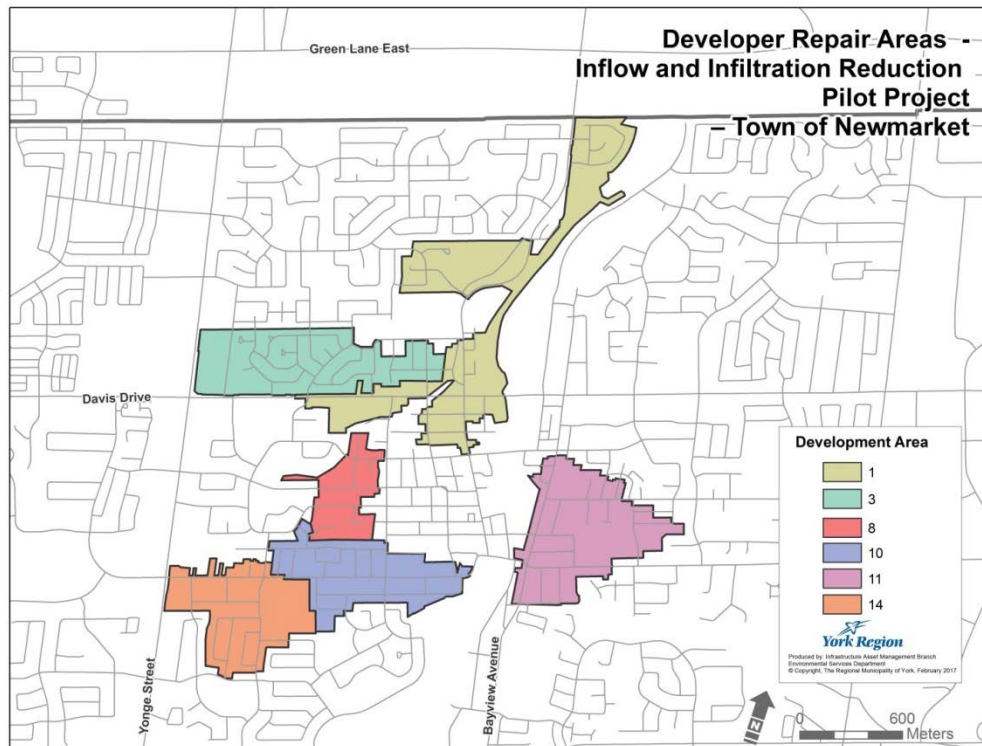 Green Lane East
Developer Repair Areas -
Inflow and Infiltration Reduction
Pilot Project
– Town of Newmarket
Davis Drive
Development Area
1
3
8
10
11
14
York Region
Produced by: Infrastructure Asset Management Branch
Environmental Services Department
© Copyright, The Regional Municipality of York, February 2017
Yonge Street
Bayview Avenue
N
0 600
Meters